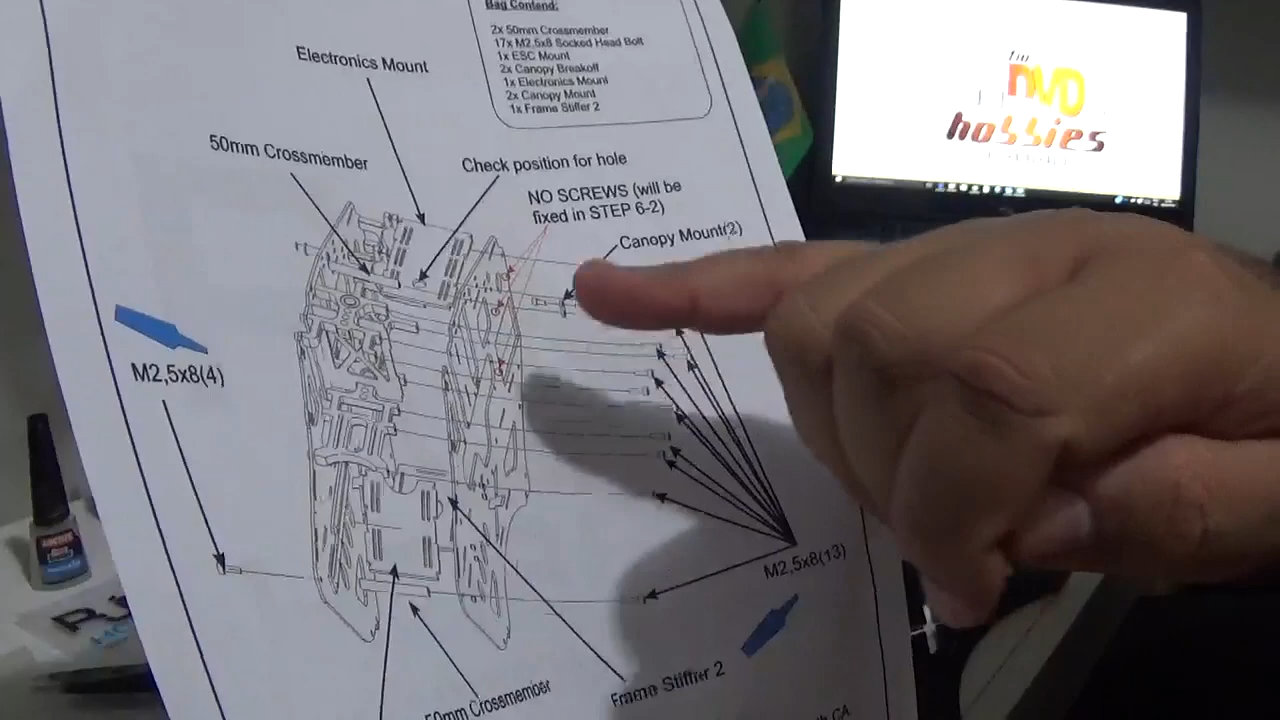 Bag Contend:
2x 50mm Crossmember
17x M2,5x8 Socked Head Bolt
1x ESC Mount
2x Canopy Breakoff
1x Electronics Mount
2x Canopy Mount
1x Frame Stiffer 2
Electronics Mount
50mm Crossmember
Check position for hole
NO SCREWS (will be
fixed in STEP 6-2)
Canopy Mount(2)
M2,5x8(4)
M2,5x8(13)
Frame Stiffer 2
50mm Crossmember
CA
DVD
hobbies
LOCTITE